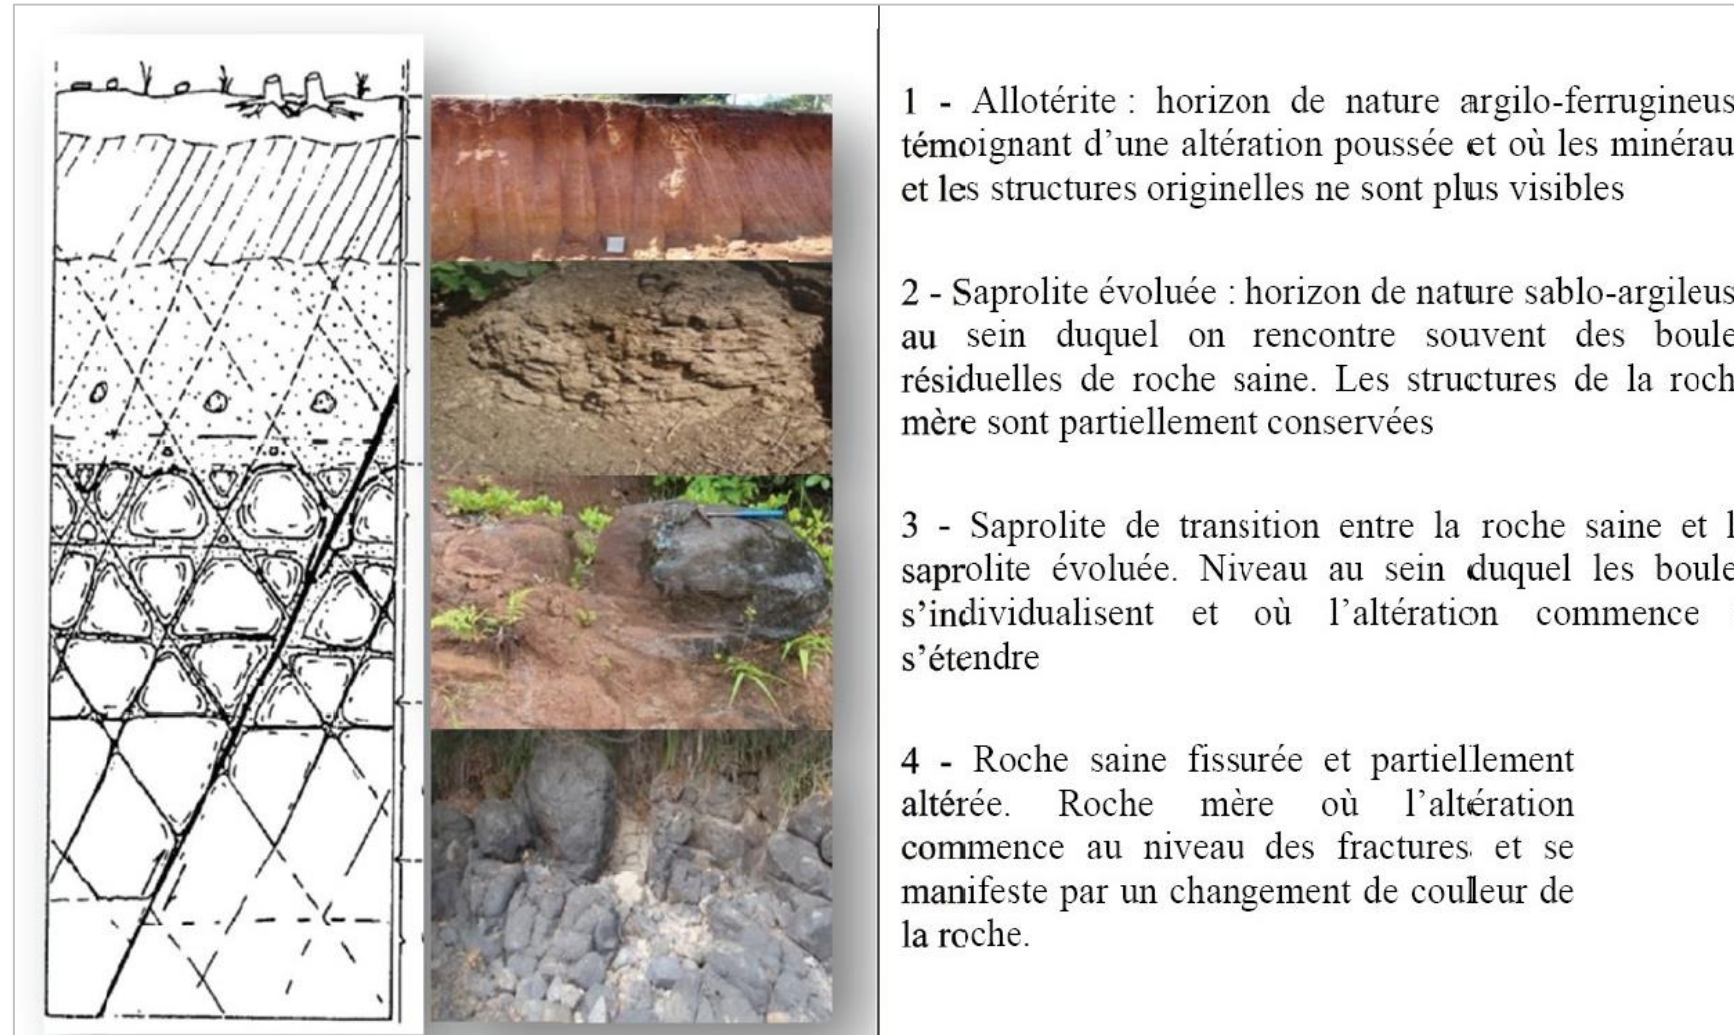 1 - Allotérite : horizon de nature argilo-ferrugineus
témoignant d’une altération poussée et où les minérau
et les structures originelles ne sont plus visibles
2 - Saprolite évoluée : horizon de nature sablo-argileus
au sein duquel on rencontre souvent des boule
résiduelles de roche saine. Les structures de la roch
mère sont partiellement conservées
3 - Saprolite de transition entre la roche saine et l
saprolite évoluée. Niveau au sein duquel les boule
s’individualisent et où l’altération commence
s’étendre
4 - Roche saine fissurée et partiellement
altérée. Roche mère où l’altération
commence au niveau des fractures et se
manifeste par un changement de couleur de
la roche.